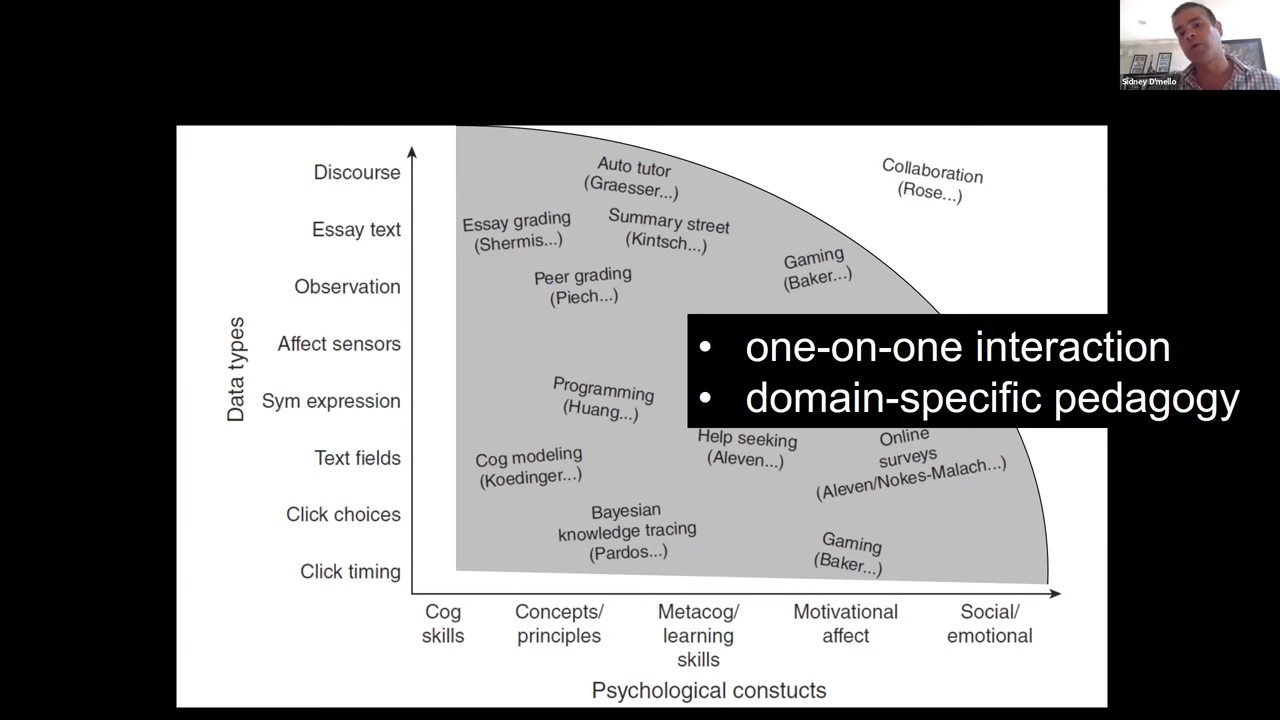 Sidney D'mello
Discourse
Essay text
Observation
Affect sensors
Sym expression
Text fields
Click choices
Click timing
Data types
Auto tutor
(Graesser...)
Collaboration
(Rose...)
Essay grading
(Shermis...)
Summary street
(Kintsch...)
Gaming
(Baker...)
Peer grading
(Piech...)
• one-on-one interaction
• domain-specific pedagogy
Programming
(Huang...)
Help seeking
(Aleven...)
Online
surveys
(Aleven/Nokes-Malach...)
Cog modeling
(Koedinger...)
Bayesian
knowledge tracing
(Pardos...)
Gaming
(Baker...)
Cog
skills
Concepts/
principles
Metacog/
learning
skills
Motivational
affect
Social/
emotional
Psychological constucts